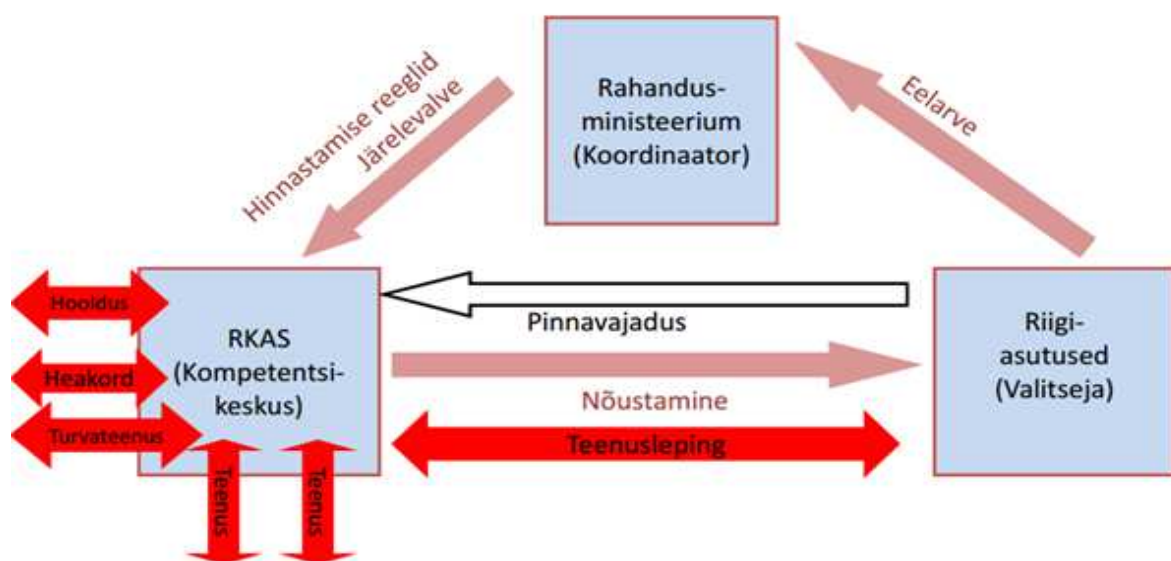 Hinnastamise reeglid
Järelevalve
Rahandus-
ministeerium
(Koordinaator)
Eelarve
Hooldus
Heakord
Turvateenus
RKAS
(Kompetentsi-
keskus)
Pinnavajadus
Nõustamine
Teenusleping
Riigi-
asutused
(Valitseja)
Teenus
Teenus